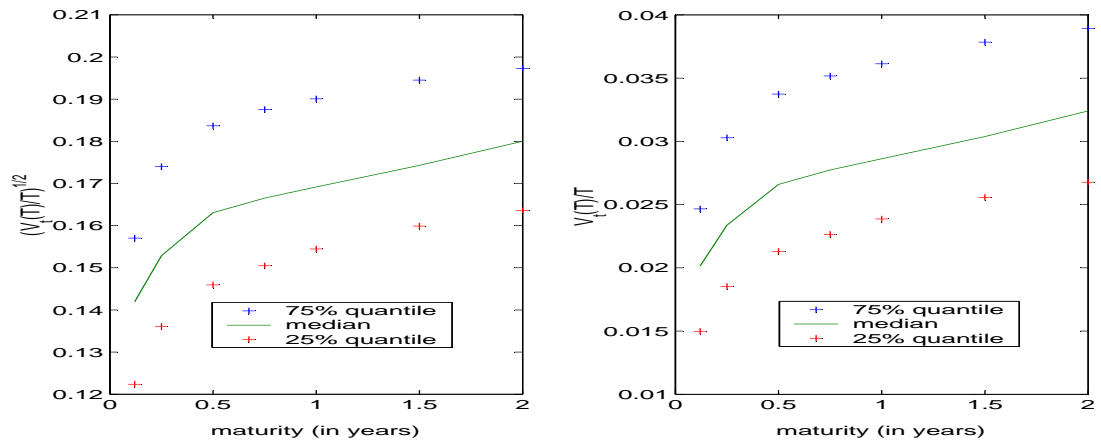 0.21
0.2
0.19
0.18
0.17
0.16
0.15
0.14
0.13
0.12
(V_t(T)/T)^{1/2}
75% quantile
median
25% quantile
0
0.5
1
1.5
2
maturity (in years)
0.04
0.035
0.03
0.025
0.02
0.015
0.01
V_t(T)/T
75% quantile
median
25% quantile
0
0.5
1
1.5
2
maturity (in years)